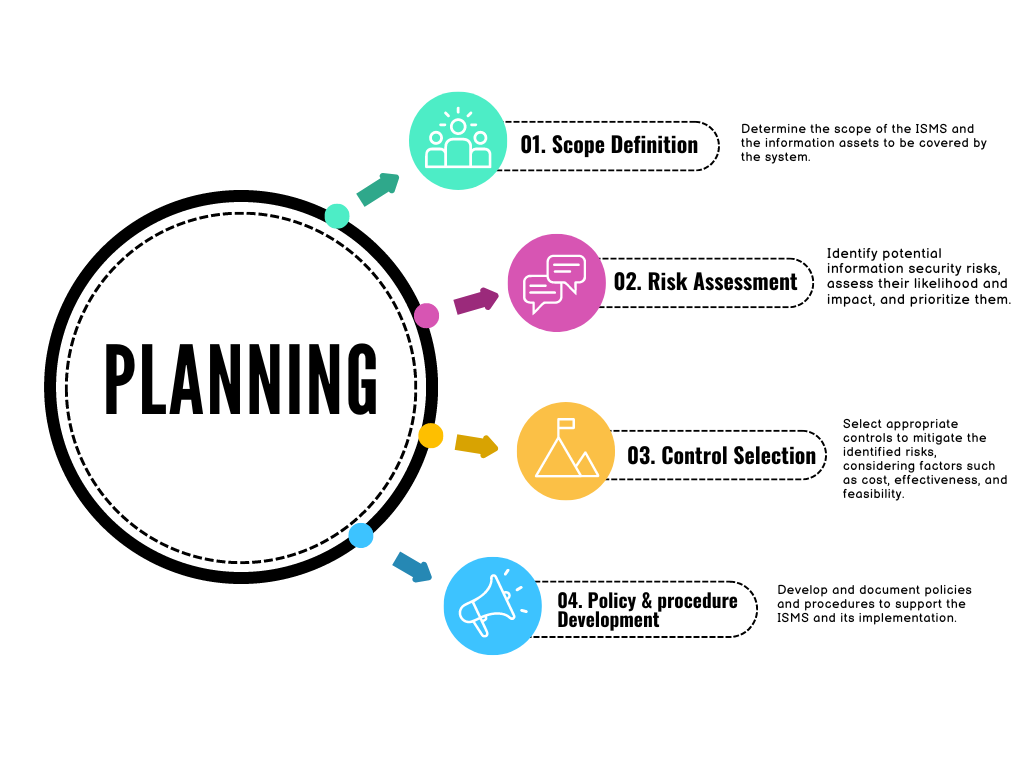 PLANNING
01. Scope Definition
Determine the scope of the ISMS and
the information assets to be covered by
the system.
02. Risk Assessment
Identify potential
information security risks,
assess their likelihood and
impact, and prioritize them.
03. Control Selection
Select appropriate
controls to mitigate the
identified risks,
considering factors such
as cost, effectiveness, and
feasibility.
04. Policy & procedure
Development
Develop and document policies
and procedures to support the
ISMS and its implementation.